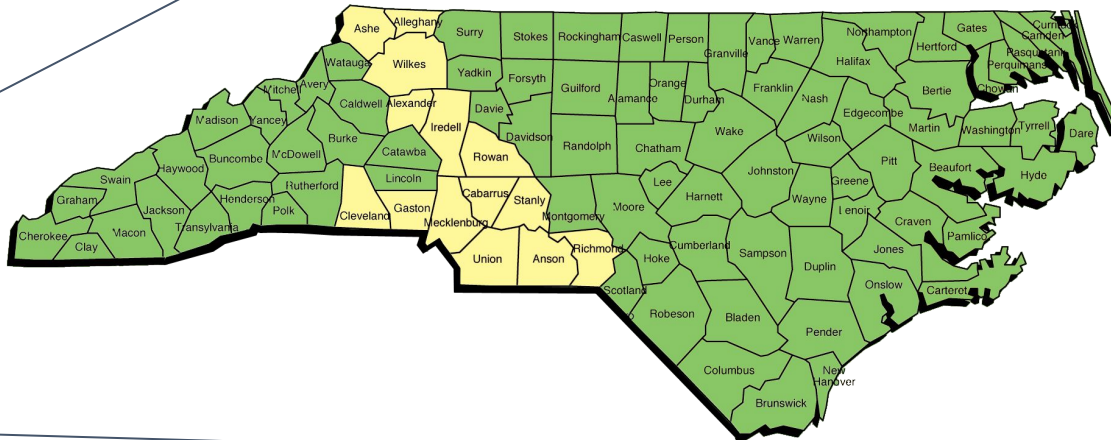 Ashe
Alleghany
Surry
Stokes
Rockingham
Caswell
Person
Granville
Vance
Warren
Northampton
Hertford
Gates
Camden
Perquimans
Chowan
Watauga
Wilkes
Yadkin
Forsyth
Guilford
Alamance
Orange
Durham
Franklin
Halifax
Bertie
Mitchell
Avery
Caldwell
Alexander
Iredell
Davie
Davidson
Randolph
Chatham
Wake
Nash
Edgecombe
Martin
Washington
Tyrrell
Dare
Madison
Yancey
Burke
Catawba
Rowan
Wilson
Pitt
Beaufort
Hyde
Haywood
Buncombe
McDowell
Lincoln
Johnston
Greene
Wayne
Swain
Graham
Jackson
Henderson
Rutherford
Polk
Cleveland
Gaston
Cabarrus
Stanly
Montgomery
Moore
Lee
Harnett
Lenoir
Craven
Pamlico
Cherokee
Clay
Macon
Transylvania
Mecklenburg
Union
Anson
Richmond
Hoke
Cumberland
Sampson
Duplin
Jones
Onslow
Carteret
Scotland
Robeson
Bladen
Pender
Columbus
New
Hanover
Brunswick